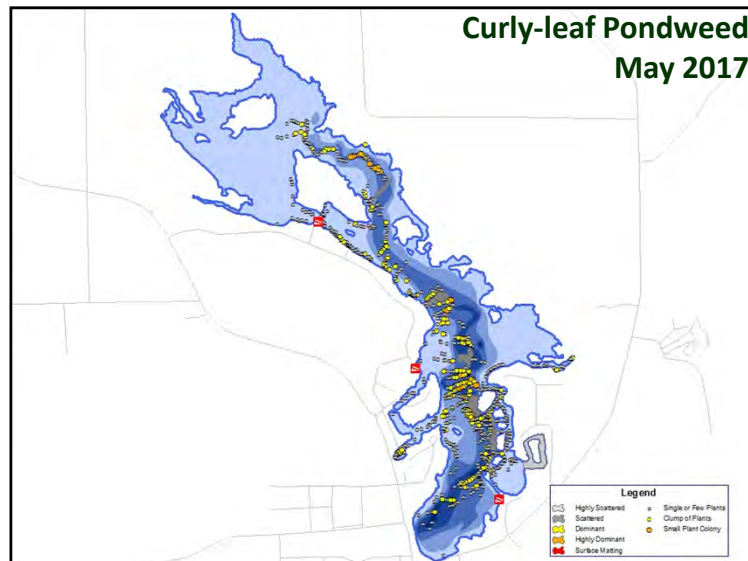 Curly-leaf Pondweed
May 2017
Legend
Highly Scattered
Scattered
Dominant
Highly Dominant
Surface Matting
Single or Few Plants
Clump of Plants
Small Plant Colony